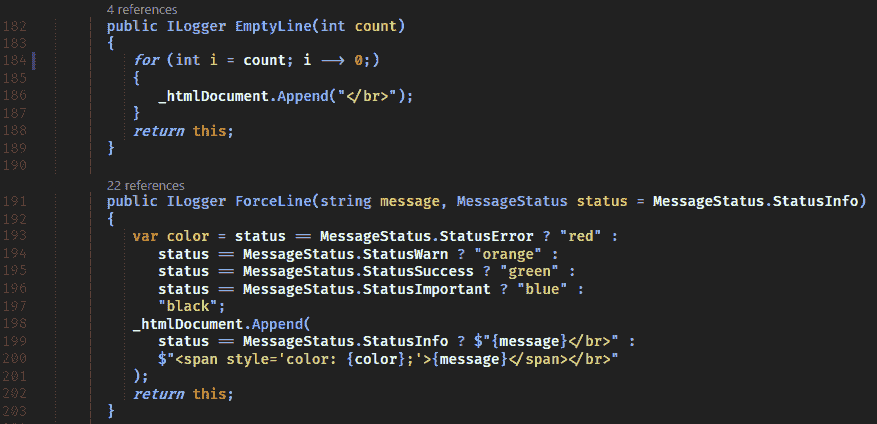 4 references
182 public ILogger EmptyLine(int count)
183 {
184 for (int i = count; i --> 0;)
185 {
186 _htmlDocument.Append("</br>");
187 }
188 return this;
189 }
190
22 references
191 public ILogger ForceLine(string message, MessageStatus status = MessageStatus.StatusInfo)
192 {
193 var color = status == MessageStatus.StatusError ? "red" :
194 status == MessageStatus.StatusWarn ? "orange" :
195 status == MessageStatus.StatusSuccess ? "green" :
196 status == MessageStatus.StatusImportant ? "blue" :
197 "black";
198 _htmlDocument.Append(
199 status == MessageStatus.StatusInfo ? $"{message}</br>" :
200 $"<span style='color: {color};'>{message}</span></br>"
201 );
202 return this;
203 }